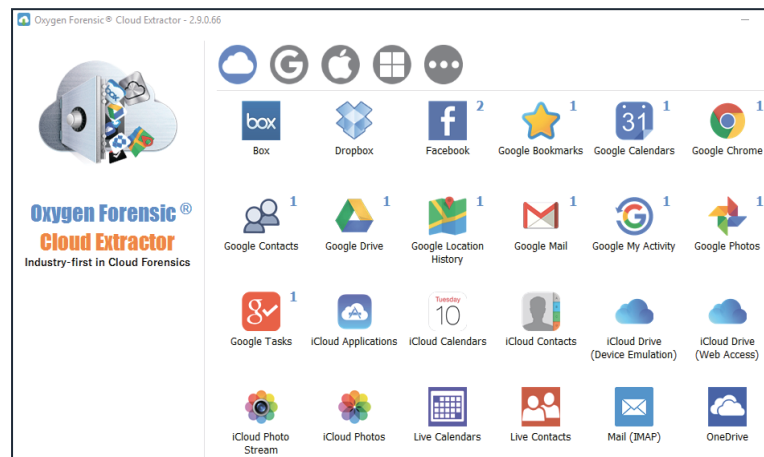 Oxygen Forensic® Cloud Extractor - 2.9.0.66
box
2
1
31
1
1
Box
Dropbox
Facebook
Google Bookmarks
Google Calendars
Google Chrome
Oxygen Forensic ®
Cloud Extractor
Industry-first in Cloud Forensics
1
1
1
1
1
1
Google Contacts
Google Drive
Google Location
History
Google Mail
Google My Activity
Google Photos
1
Tuesday
10
Google Tasks
iCloud Applications
iCloud Calendars
iCloud Contacts
iCloud Drive
(Device Emulation)
iCloud Drive
(Web Access)
iCloud Photo
Stream
iCloud Photos
Live Calendars
Live Contacts
Mail (IMAP)
OneDrive